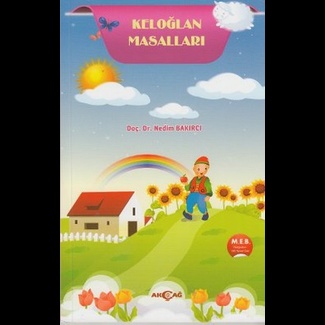 KELOĞLAN
MASALLARI
Doç. Dr. Nedim BAKIRCI
M.E.B.
AKÇAĞ